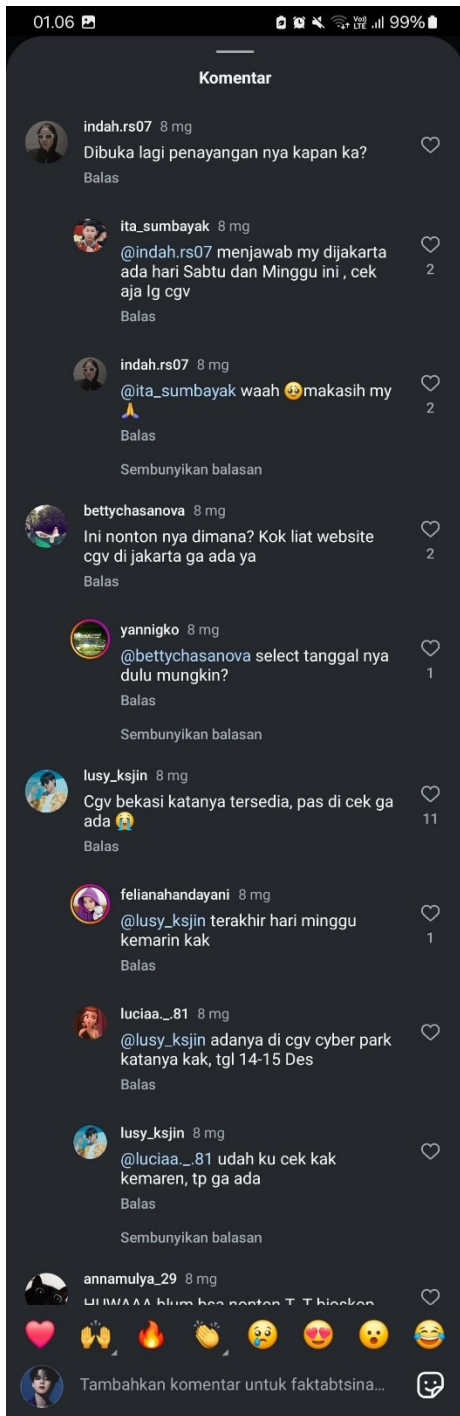 01.06 99%
Komentar
indah.rs07 8 mg
Dibuka lagi penayangan nya kapan ka?
Balas
ita_sumbayak 8 mg
@indah.rs07 menjawab my dijakarta
2
ada hari Sabtu dan Minggu ini , cek
aja Ig cgv
Balas
indah.rs07 8 mg
@ita_sumbayak waah 🥺makasih my
2
🙏
Balas
Sembunyikan balasan
bettychasanova 8 mg
Ini nonton nya dimana? Kok liat website
2
cgv di jakarta ga ada ya
Balas
yannigko 8 mg
@bettychasanova select tanggal nya
1
dulu mungkin?
Balas
Sembunyikan balasan
lusy_ksjin 8 mg
Cgv bekasi katanya tersedia, pas di cek ga
11
ada 😭
Balas
felianahandayani 8 mg
@lusy_ksjin terakhir hari minggu
1
kemarin kak
Balas
luciaa._.81 8 mg
@lusy_ksjin adanya di cgv cyber park
katanya kak, tgl 14-15 Des
Balas
lusy_ksjin 8 mg
@luciaa._.81 udah ku cek kak
kemaren, tp ga ada
Balas
Sembunyikan balasan
annamulya_29 8 mg
HUWAAA blum bsa nonton T_T bioskop
Tambahkan komentar untuk faktabtsina...